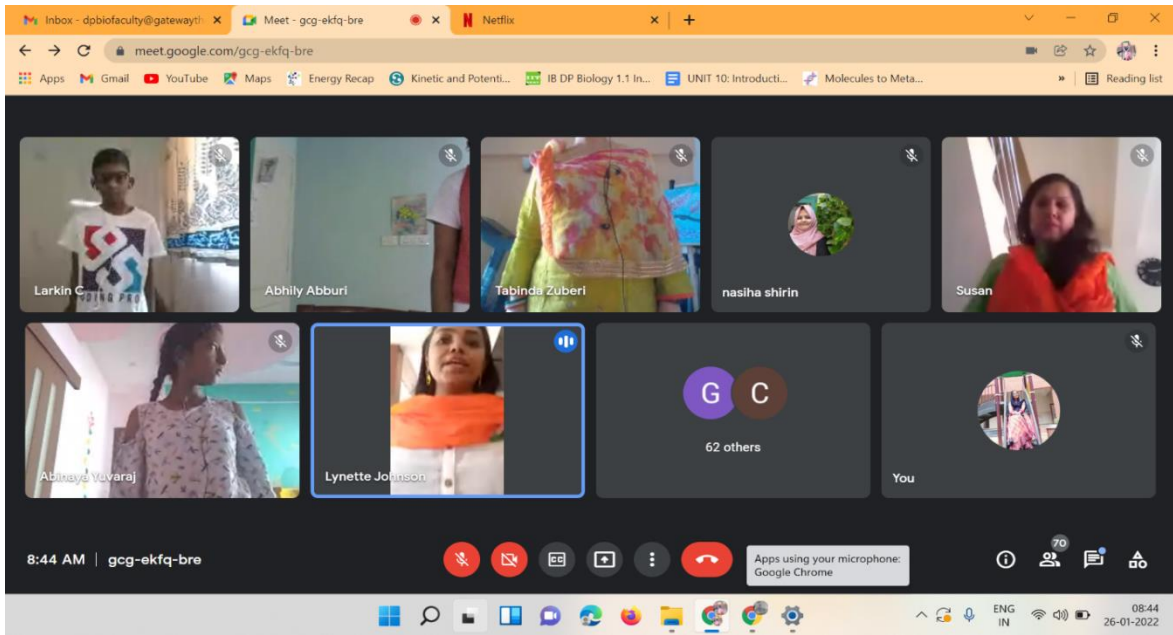 Inbox - dpbiofaculty@gatewayth
Meet - gcg-ekfq-bre
Netflix
meet.google.com/gcg-ekfq-bre
Apps Gmail YouTube Maps Energy Recap Kinetic and Potenti... IB DP Biology 1.1 In... UNIT 10: Introducti... Molecules to Meta... » Reading list
Larkin C
Abhily Abburi
Tabinda Zuberi
nasiha shirin
Susan
Abinaya Yuvaraj
Lynette Johnson
G C
62 others
You
8:44 AM | gcg-ekfq-bre
CC
Apps using your microphone:
Google Chrome
70
ENG
IN
08:44
26-01-2022